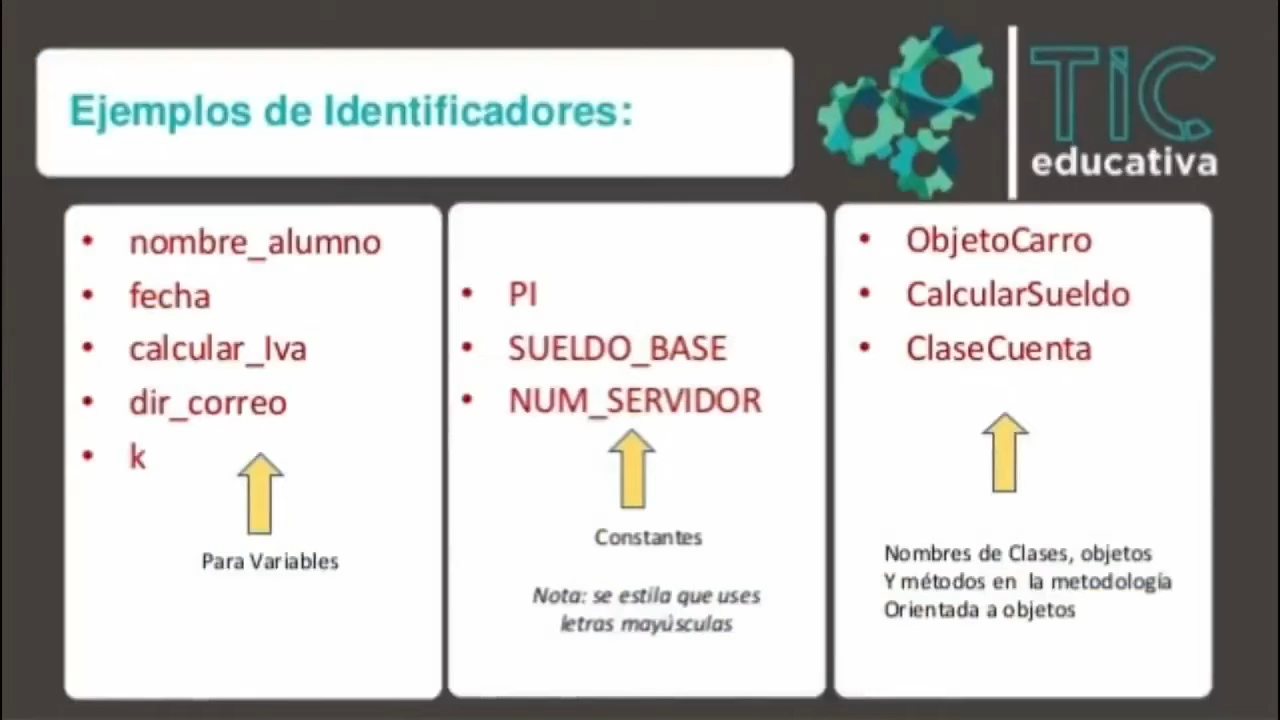 Ejemplos de Identificadores:
TIC
educativa
• nombre_alumno
• fecha
• calcular_Iva
• dir_correo
• k
Para Variables
• PI
• SUELDO_BASE
• NUM_SERVIDOR
Constantes
Nota: se estila que uses
letras mayúsculas
• ObjetoCarro
• CalcularSueldo
• ClaseCuenta
Nombres de Clases, objetos
Y métodos en la metodología
Orientada a objetos